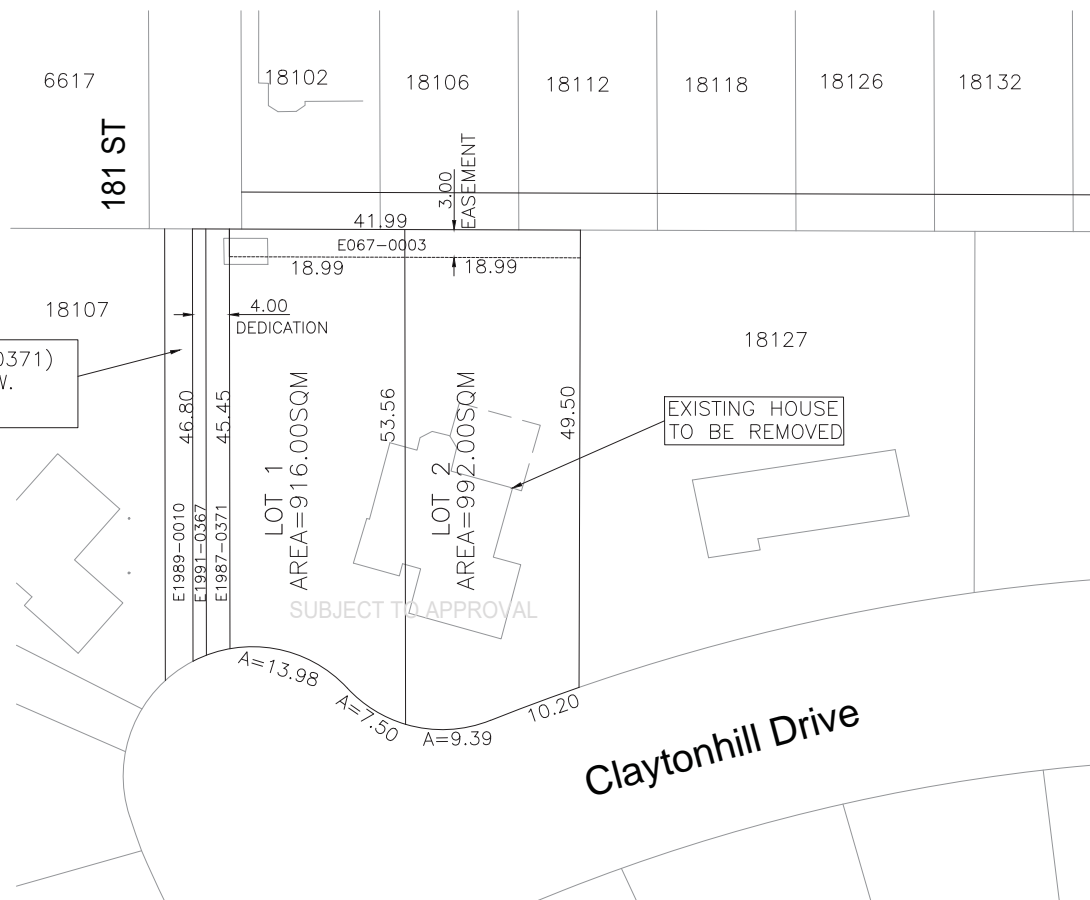 6617
18102
18106
18112
18118
18126
18132
181 ST
3.00
EASEMENT
41.99
E067-0003
18.99
18.99
18107
4.00
DEDICATION
18127
0371)
W.
46.80
45.45
53.56
49.50
EXISTING HOUSE
TO BE REMOVED
LOT 1
AREA=916.00SQM
LOT 2
AREA=992.00SQM
E1989-0010
E1991-0367
E1987-0371
SUBJECT TO APPROVAL
A=13.98
A=7.50
A=9.39
10.20
Claytonhill Drive